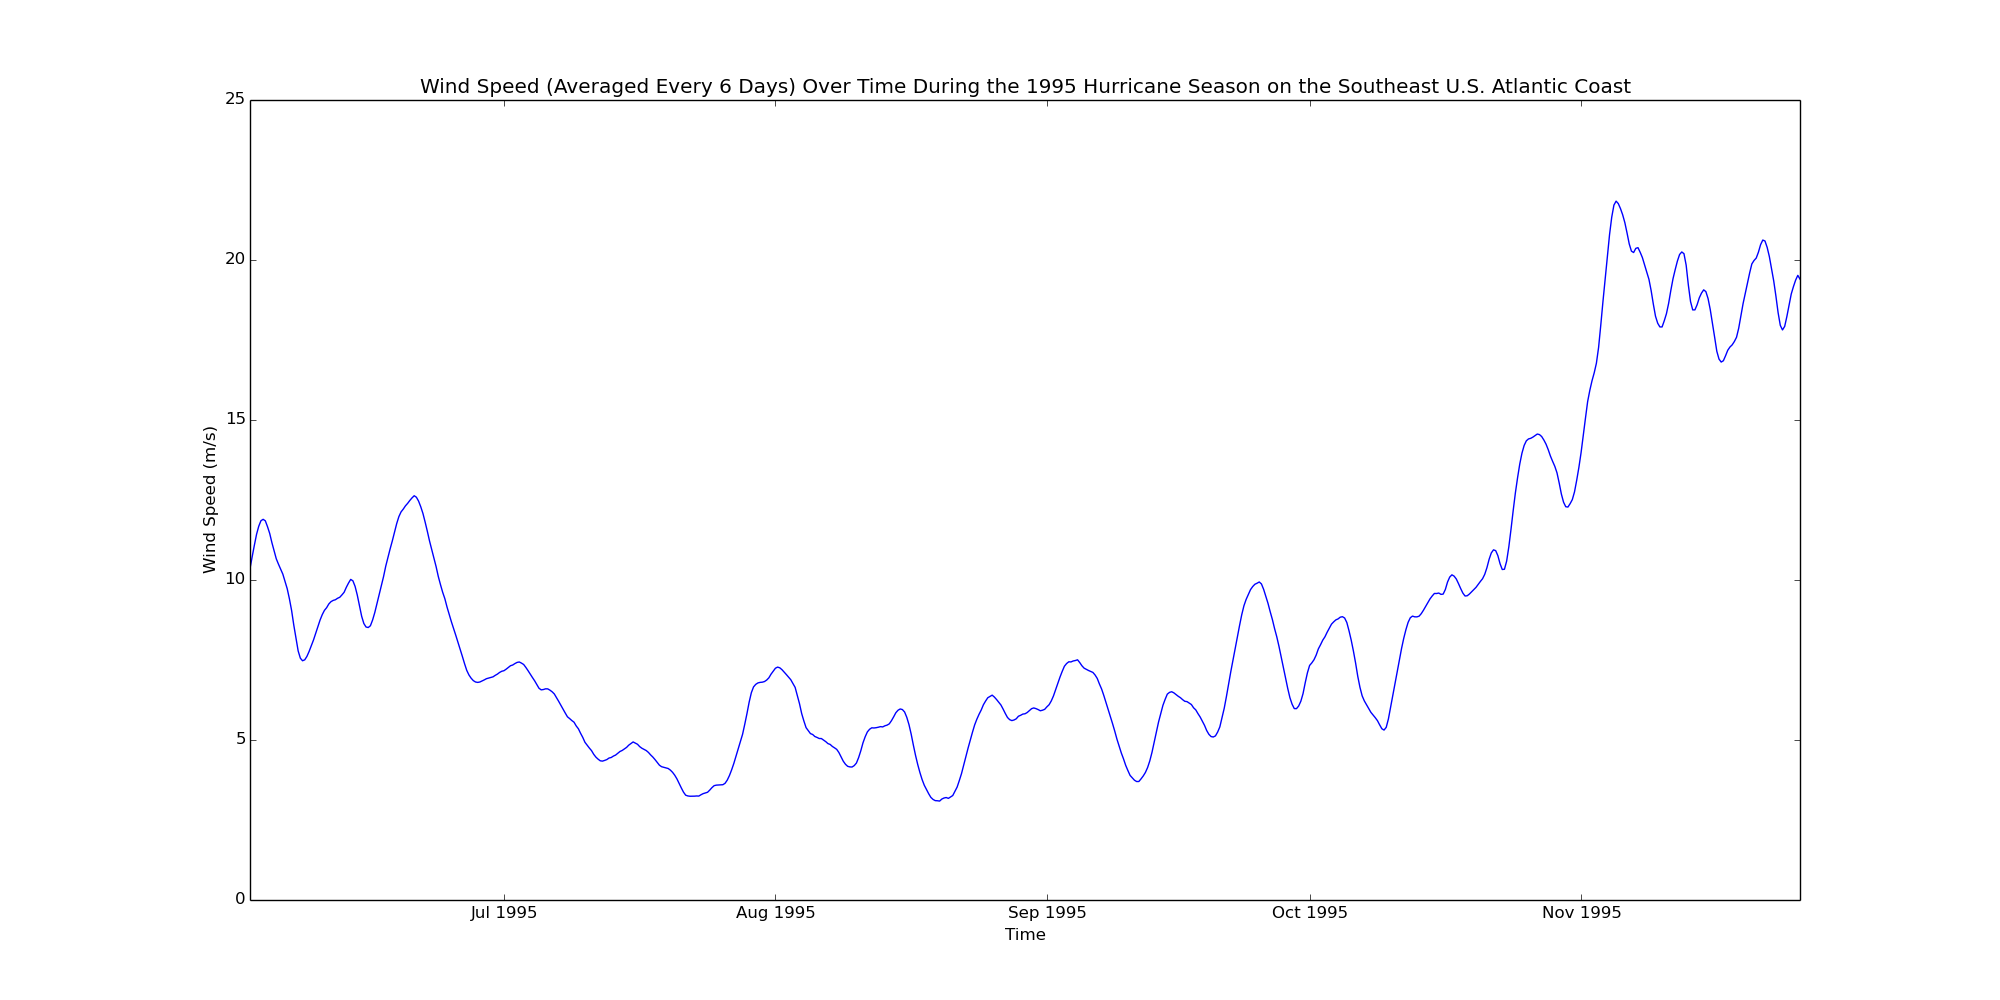 Wind Speed (Averaged Every 6 Days) Over Time During the 1995 Hurricane Season on the Southeast U.S. Atlantic Coast
25
20
15
10
5
0
Wind Speed (m/s)
Jul 1995 Aug 1995 Sep 1995 Oct 1995 Nov 1995
Time